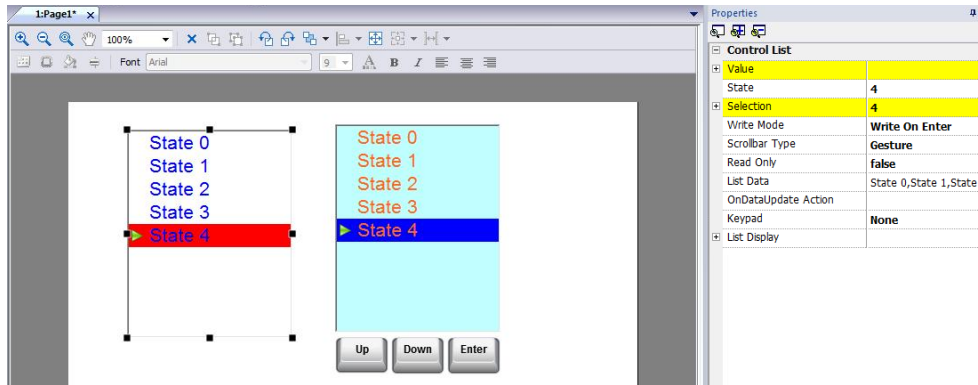 1:Page1*
100%
Font Arial 9 A B I
State 0
State 1
State 2
State 3
State 4
State 0
State 1
State 2
State 3
State 4
Up Down Enter
Properties
Control List
Value
State 4
Selection 4
Write Mode Write On Enter
Scrollbar Type Gesture
Read Only false
List Data State 0,State 1,State
OnDataUpdate Action
Keypad None
List Display